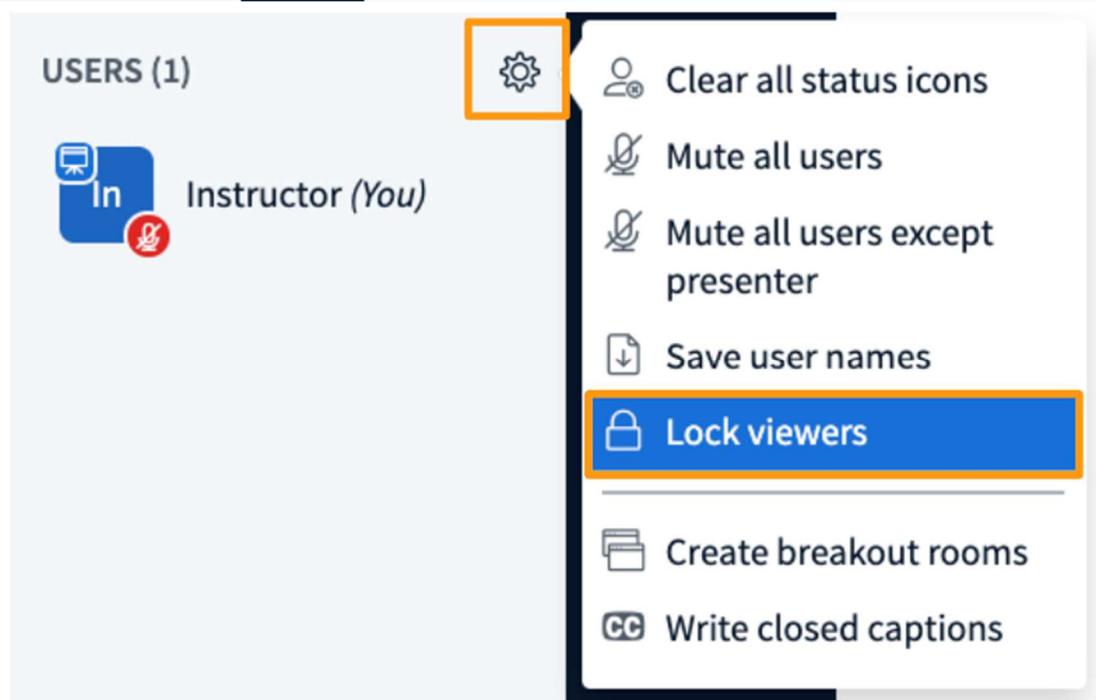 USERS (1)
In
Instructor (You)
Clear all status icons
Mute all users
Mute all users except
presenter
Save user names
Lock viewers
Create breakout rooms
CC Write closed captions